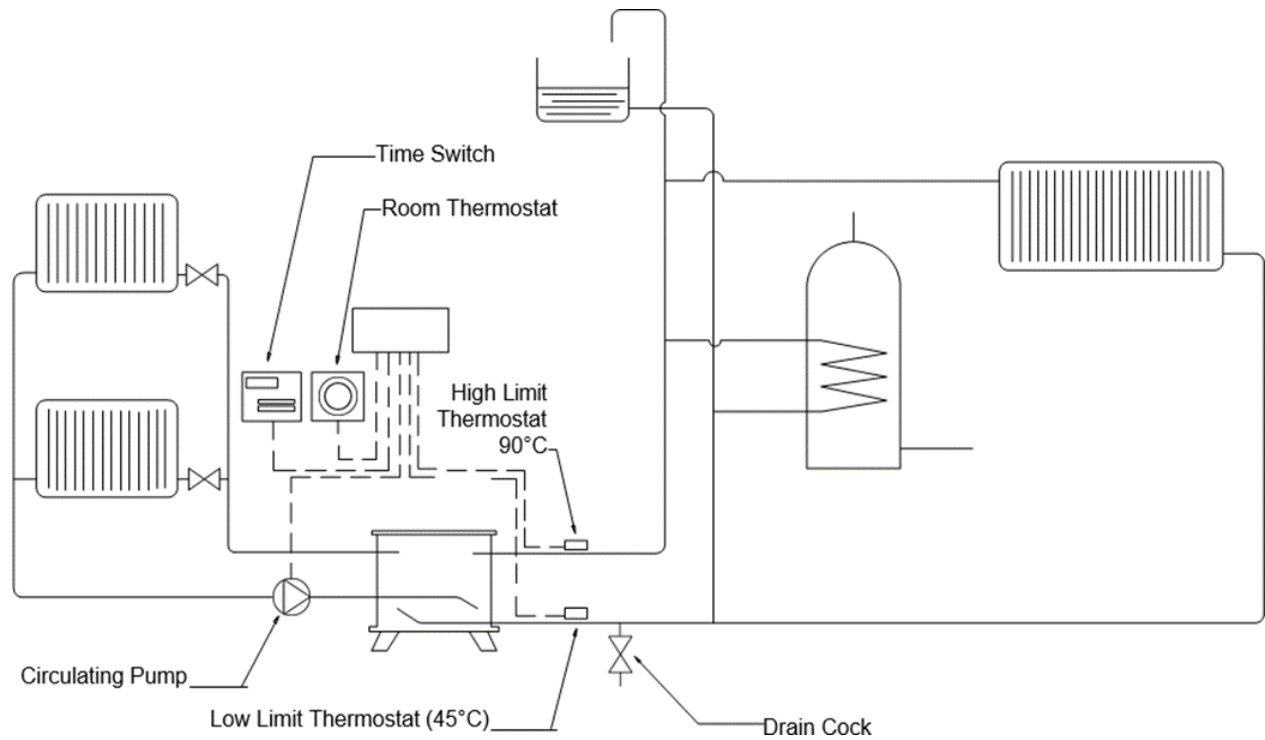 Time Switch
Room Thermostat
High Limit
Thermostat
90°C
Circulating Pump
Low Limit Thermostat (45°C)
Drain Cock